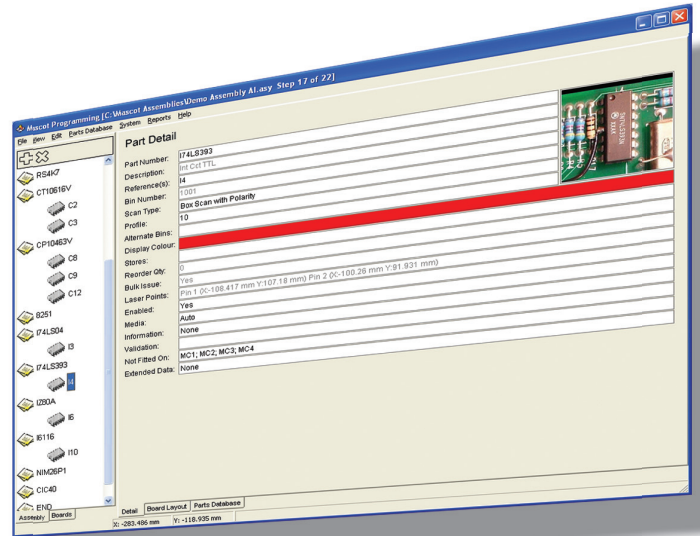 Mascot Programming [C:\Mascot Assemblies\Demo Assembly AI.asy Step 17 of 22]
File View Edit Parts Database System Reports Help
RS4K7
CT10616V
C2
C3
CP10463V
C8
C9
C12
8251
I74LS04
I3
I74LS393
I4
IZ80A
I6
I6116
I10
NIM26P1
CIC40
END
Assembly Boards
Part Detail
Part Number: I74LS393
Description: Int Cct TTL
Reference(s): I4
Bin Number: 1001
Scan Type: Box Scan with Polarity
Profile: 10
Alternate Bins:
Display Colour:
Stores:
Reorder Qty: 0
Bulk Issue: Yes
Laser Points: Pin 1 (X:-108.417 mm Y:107.18 mm) Pin 2 (X:-100.26 mm Y:91.931 mm)
Enabled: Yes
Media: Auto
Information: None
Validation:
Not Fitted On: MC1; MC2; MC3; MC4
Extended Data: None
Detail Board Layout Parts Database
X: -283.486 mm Y: -118.935 mm